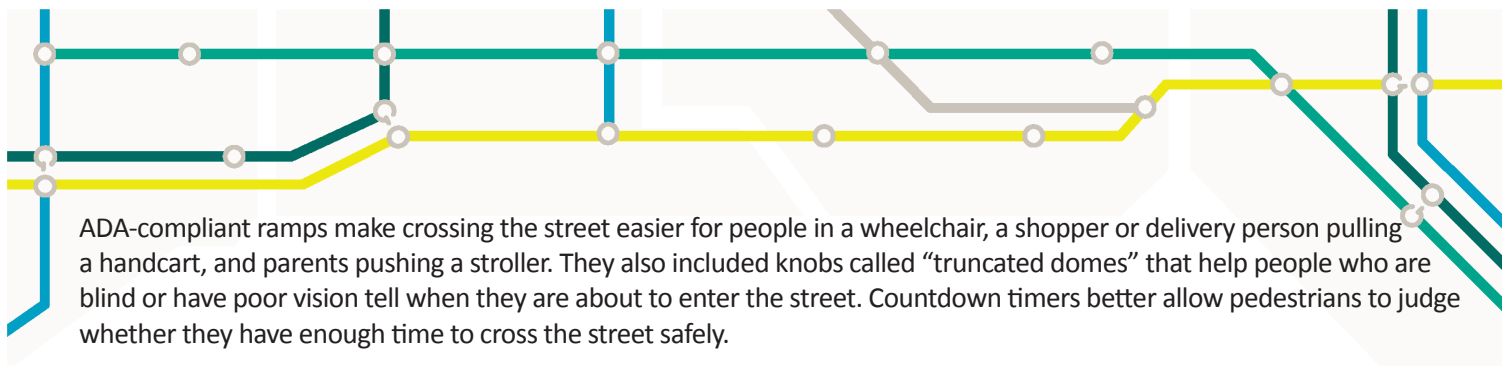 ADA-compliant ramps make crossing the street easier for people in a wheelchair, a shopper or delivery person pulling
a handcart, and parents pushing a stroller. They also included knobs called “truncated domes” that help people who are
blind or have poor vision tell when they are about to enter the street. Countdown timers better allow pedestrians to judge
whether they have enough time to cross the street safely.